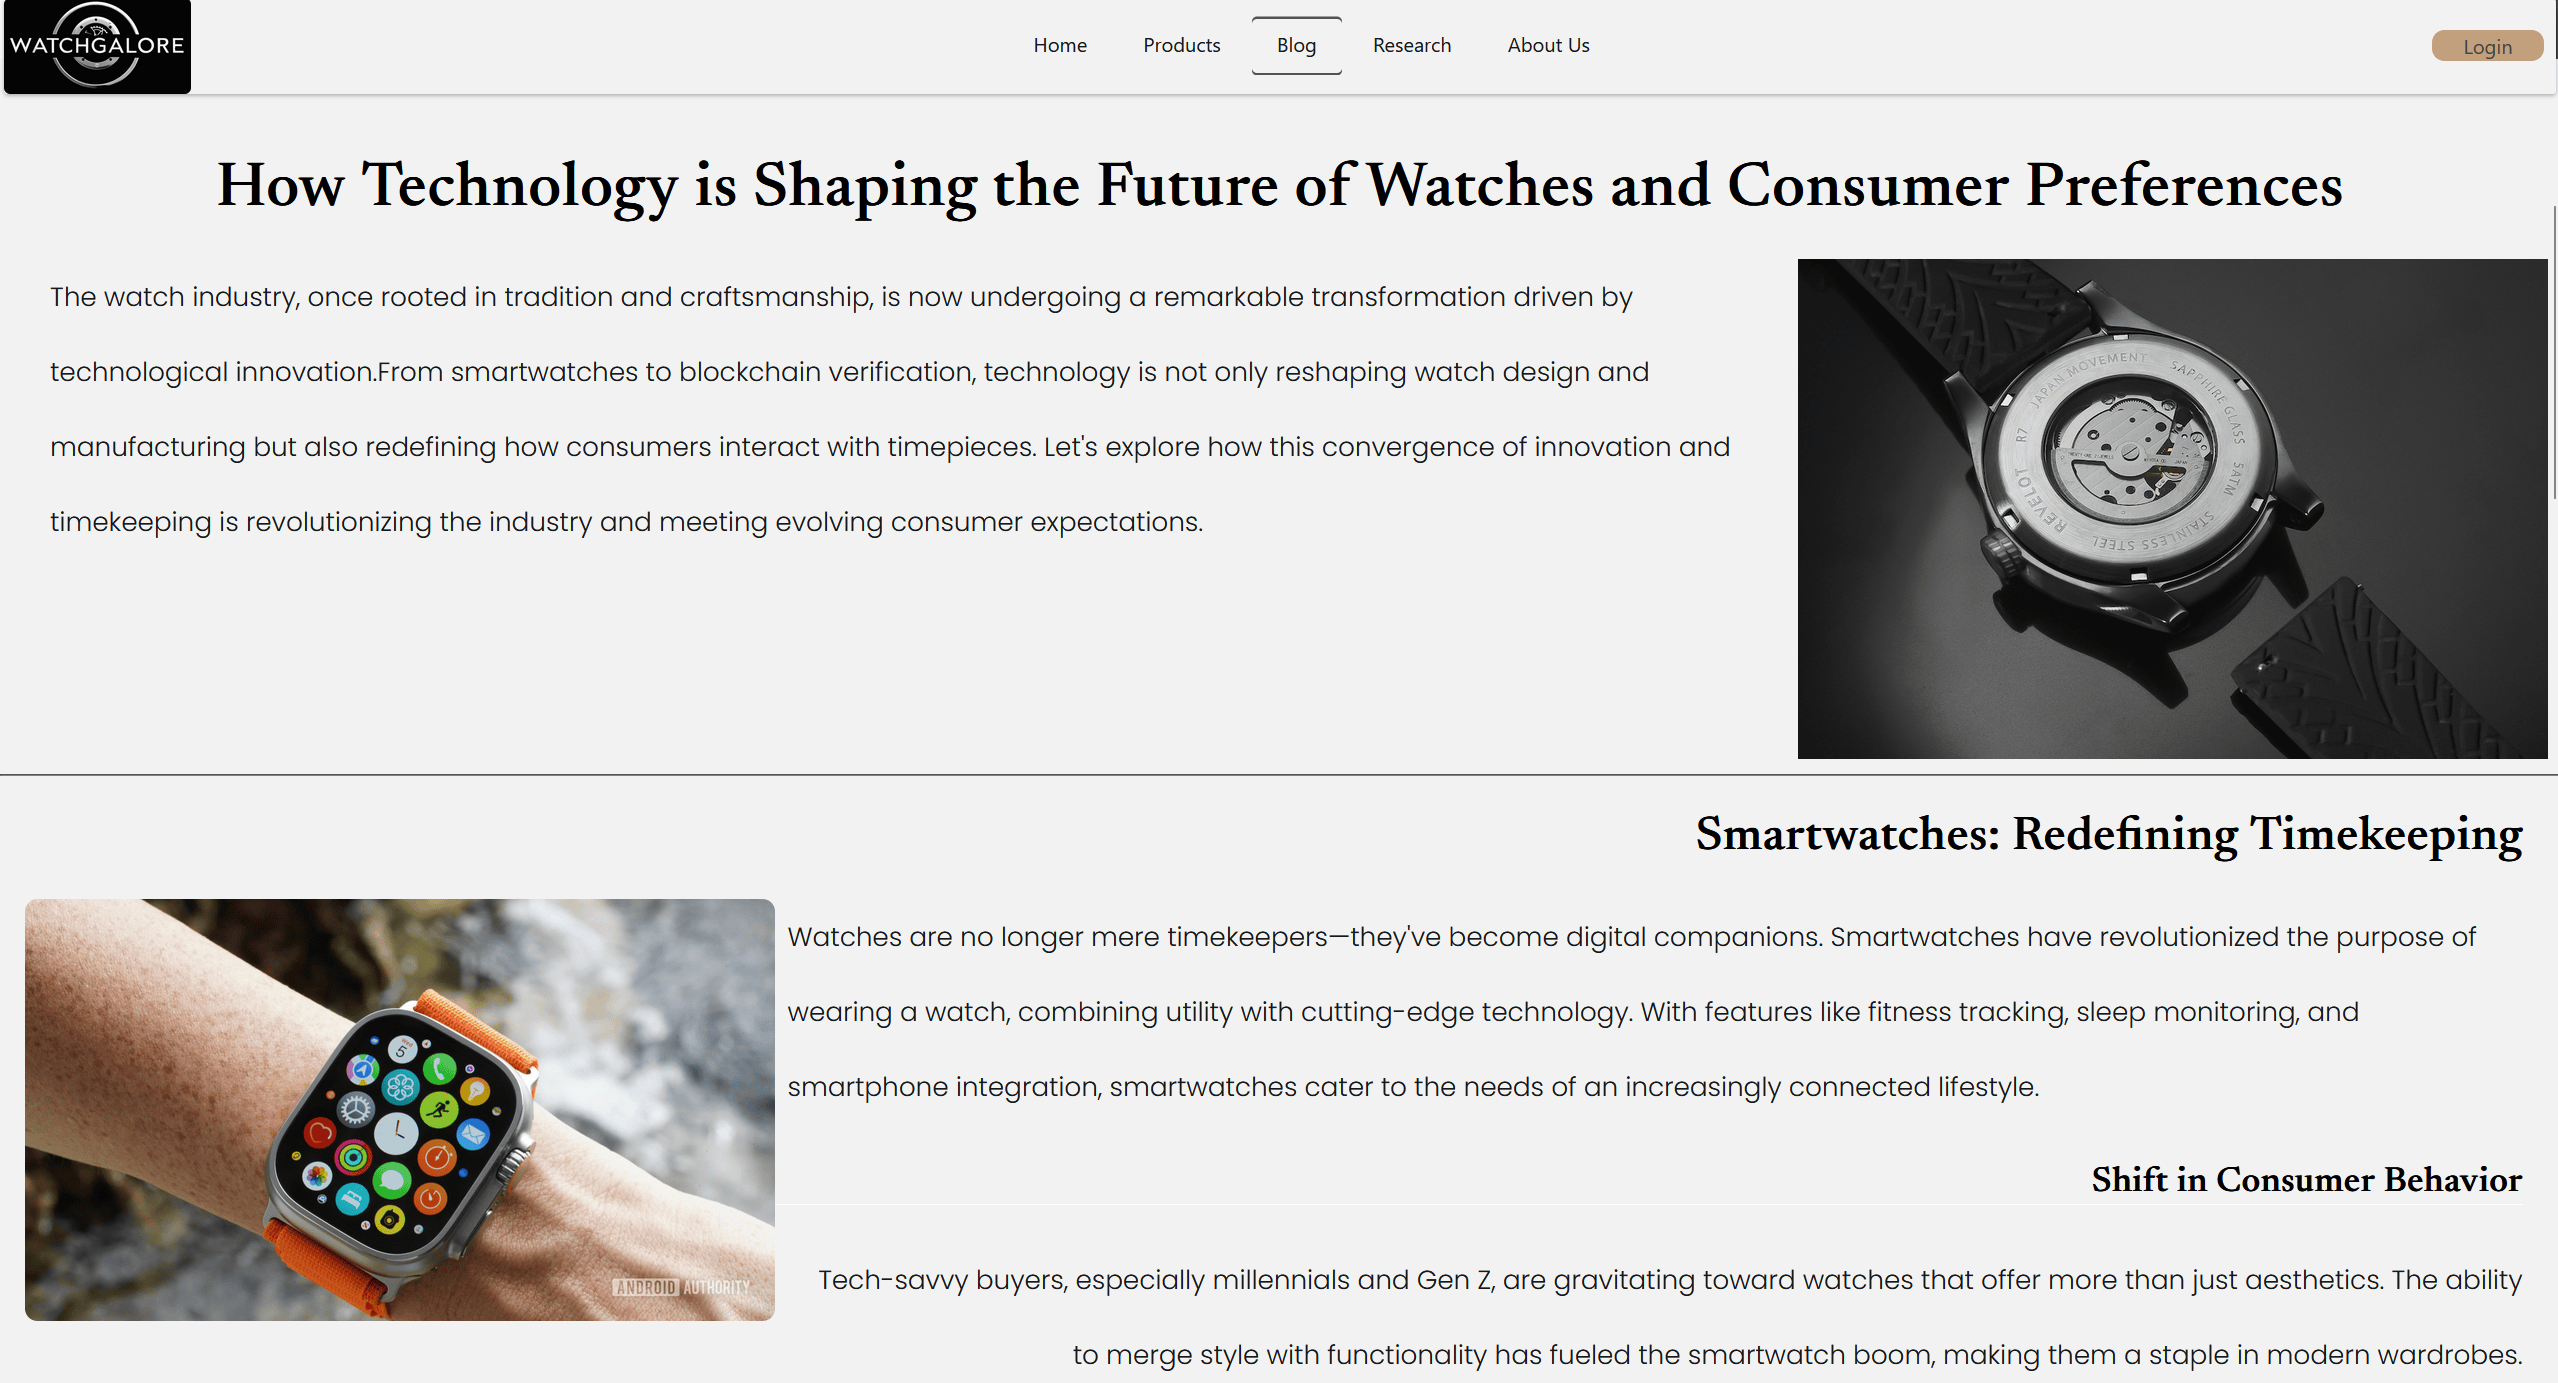 WATCHGALORE
Home
Products
Blog
Research
About Us
Login
How Technology is Shaping the Future of Watches and Consumer Preferences
The watch industry, once rooted in tradition and craftsmanship, is now undergoing a remarkable transformation driven by
technological innovation.From smartwatches to blockchain verification, technology is not only reshaping watch design and
manufacturing but also redefining how consumers interact with timepieces. Let's explore how this convergence of innovation and
timekeeping is revolutionizing the industry and meeting evolving consumer expectations.
R7 JAPAN MOVEMENT SAPPHIRE GLASS 5ATM STAINLESS STEEL REVELOT
Smartwatches: Redefining Timekeeping
Watches are no longer mere timekeepers—they've become digital companions. Smartwatches have revolutionized the purpose of
wearing a watch, combining utility with cutting-edge technology. With features like fitness tracking, sleep monitoring, and
smartphone integration, smartwatches cater to the needs of an increasingly connected lifestyle.
5
ANDROID AUTHORITY
Shift in Consumer Behavior
Tech-savvy buyers, especially millennials and Gen Z, are gravitating toward watches that offer more than just aesthetics. The ability
to merge style with functionality has fueled the smartwatch boom, making them a staple in modern wardrobes.